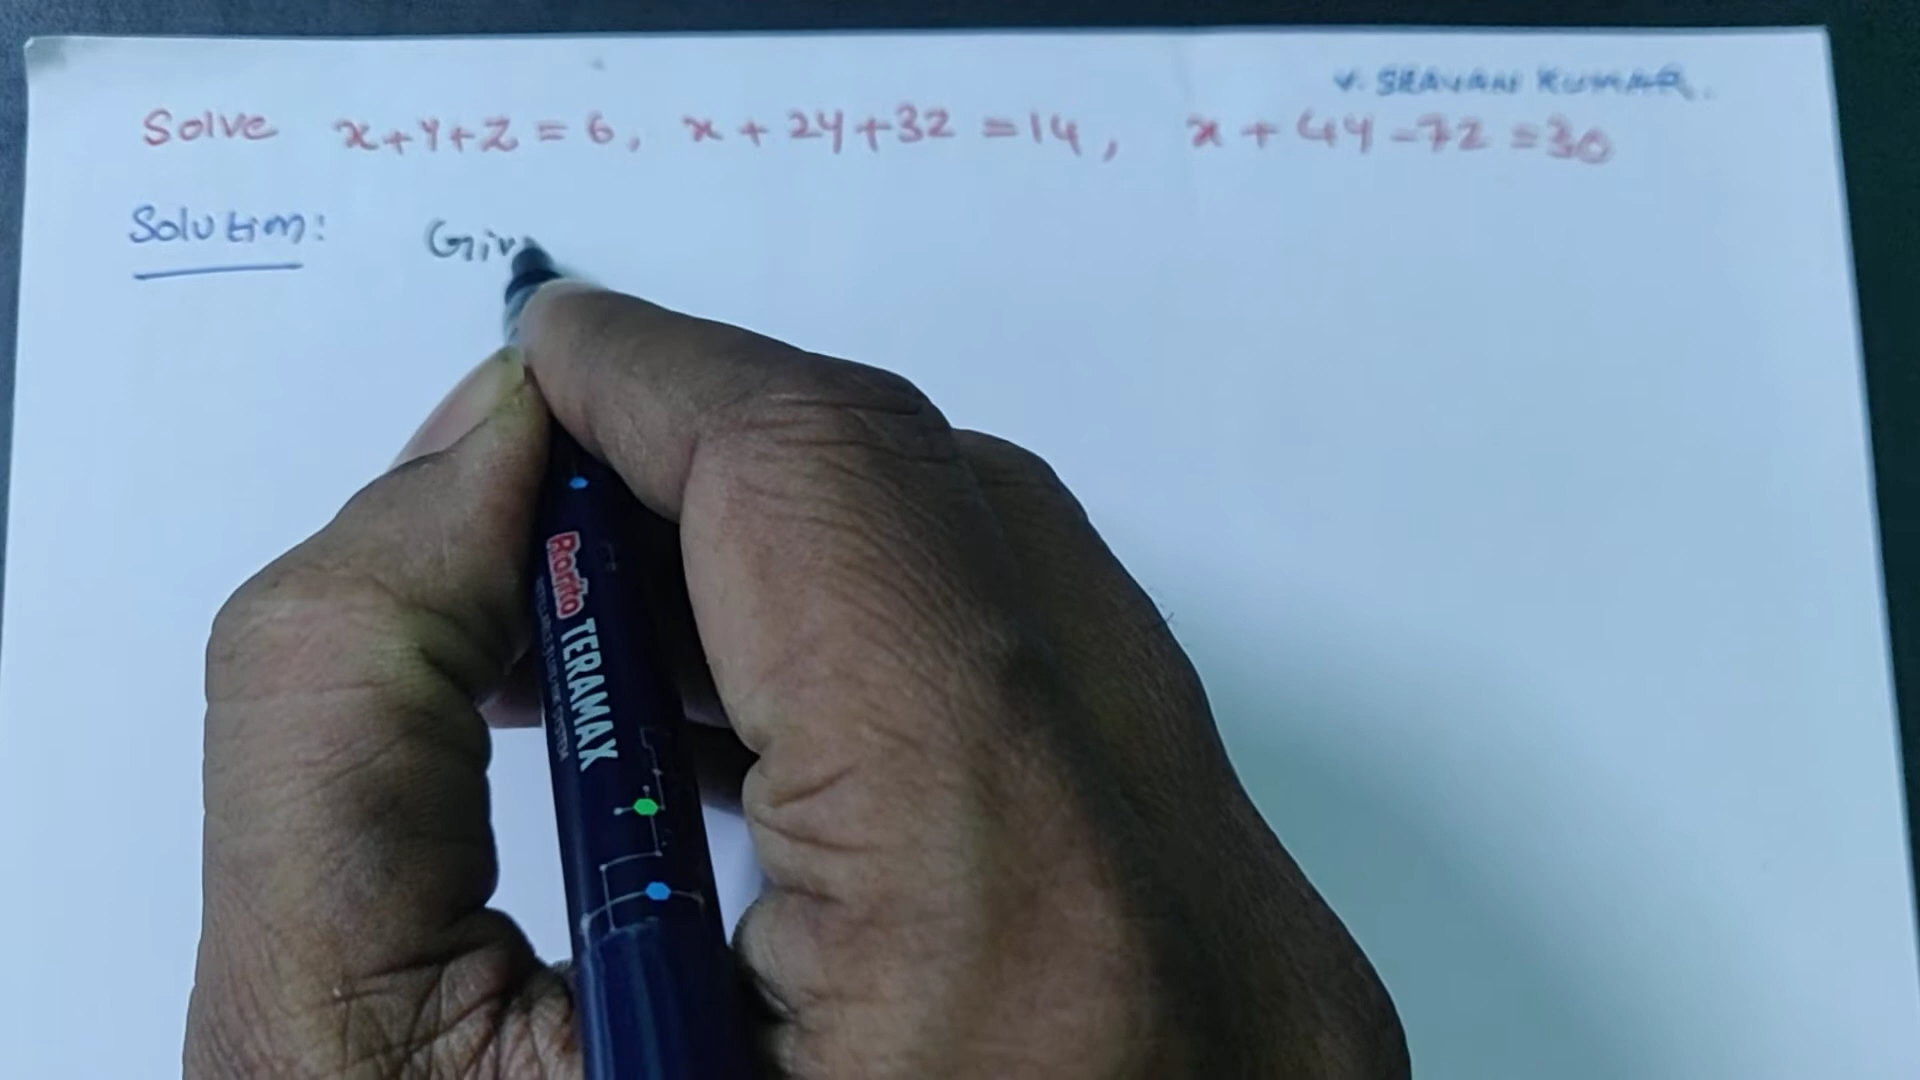 V. SRAVAN KUMAR.
Solve x+y+z=6, x+2y+3z=14, x+4y-7z=30
Solution: Giv
Rorito TERAMAX